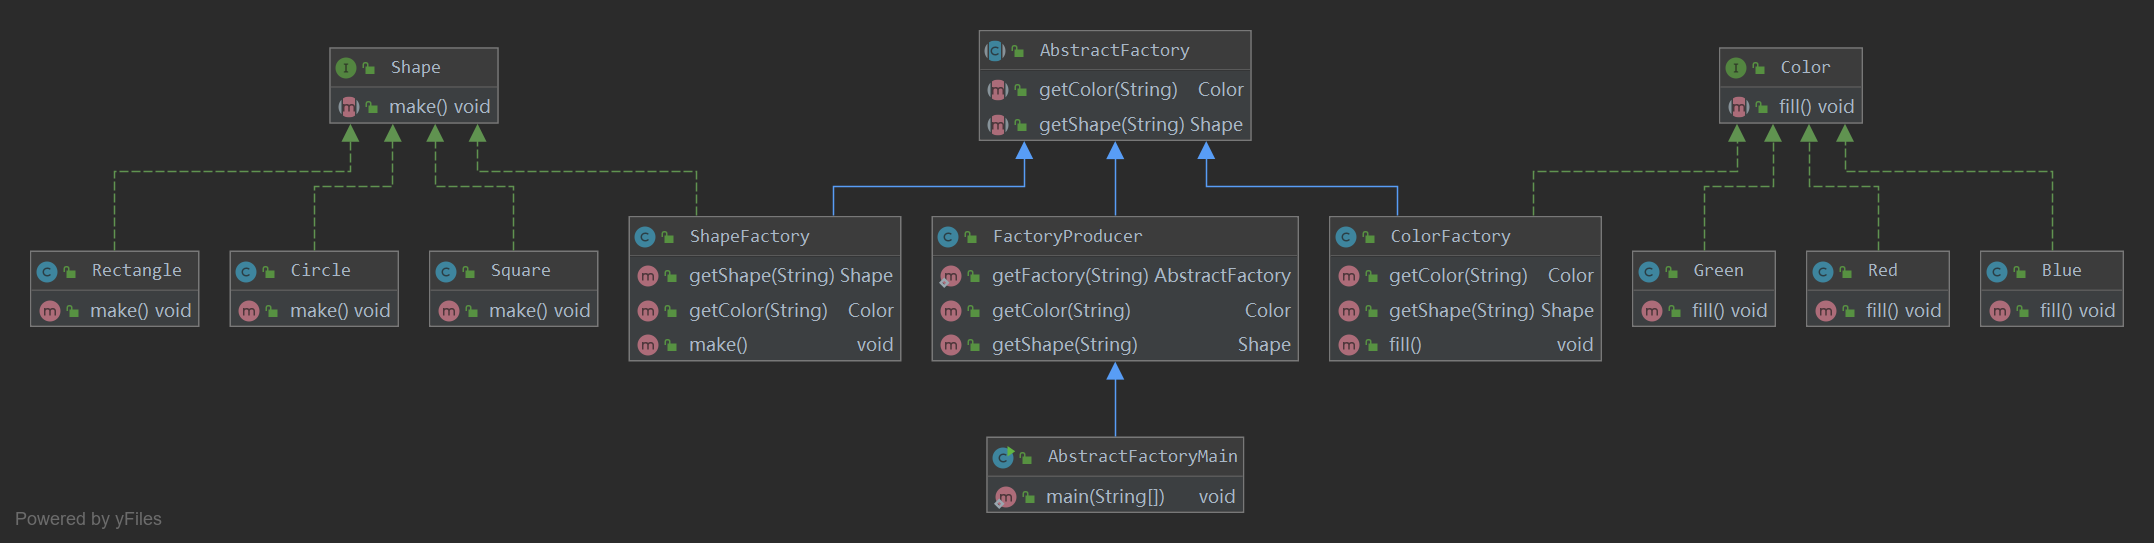 Shape
make() void
AbstractFactory
getColor(String) Color
getShape(String) Shape
Color
fill() void
Rectangle
make() void
Circle
make() void
Square
make() void
ShapeFactory
getShape(String) Shape
getColor(String) Color
make() void
FactoryProducer
getFactory(String) AbstractFactory
getColor(String) Color
getShape(String) Shape
ColorFactory
getColor(String) Color
getShape(String) Shape
fill() void
Green
fill() void
Red
fill() void
Blue
fill() void
AbstractFactoryMain
main(String[]) void
Powered by yFiles